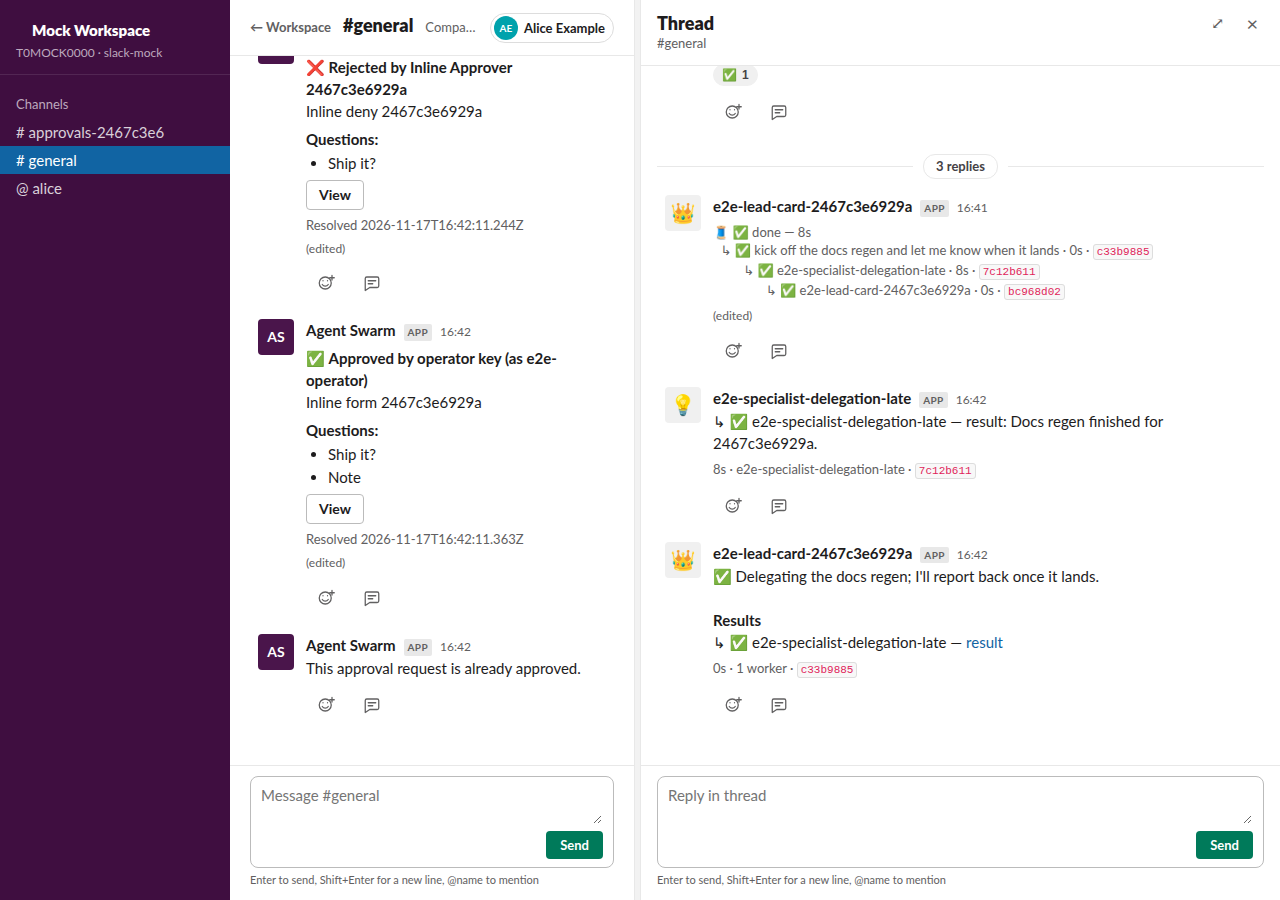 Mock Workspace
T0MOCK0000 · slack-mock
Channels
# approvals-2467c3e6
# general
@ alice
← Workspace #general Compa... AE Alice Example
❌ Rejected by Inline Approver
2467c3e6929a
Inline deny 2467c3e6929a
Questions:
• Ship it?
View
Resolved 2026-11-17T16:42:11.244Z
(edited)
AS Agent Swarm APP 16:42
✅ Approved by operator key (as e2e-
operator)
Inline form 2467c3e6929a
Questions:
• Ship it?
• Note
View
Resolved 2026-11-17T16:42:11.363Z
(edited)
AS Agent Swarm APP 16:42
This approval request is already approved.
Message #general
Send
Enter to send, Shift+Enter for a new line, @name to mention
Thread
#general
✅ 1
3 replies
e2e-lead-card-2467c3e6929a APP 16:41
🧵 ✅ done — 8s
↳ ✅ kick off the docs regen and let me know when it lands · 0s · c33b9885
↳ ✅ e2e-specialist-delegation-late · 8s · 7c12b611
↳ ✅ e2e-lead-card-2467c3e6929a · 0s · bc968d02
(edited)
e2e-specialist-delegation-late APP 16:42
↳ ✅ e2e-specialist-delegation-late — result: Docs regen finished for
2467c3e6929a.
8s · e2e-specialist-delegation-late · 7c12b611
e2e-lead-card-2467c3e6929a APP 16:42
✅ Delegating the docs regen; I'll report back once it lands.
Results
↳ ✅ e2e-specialist-delegation-late — result
0s · 1 worker · c33b9885
Reply in thread
Send
Enter to send, Shift+Enter for a new line, @name to mention